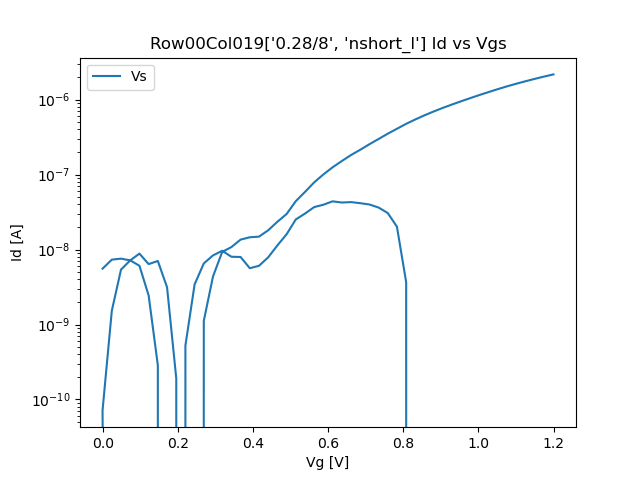 Row00Col019['0.28/8', 'nshort_l'] Id vs Vgs
Vs
Id [A]
10⁻⁶
10⁻⁷
10⁻⁸
10⁻⁹
10⁻¹⁰
0.0 0.2 0.4 0.6 0.8 1.0 1.2
Vg [V]